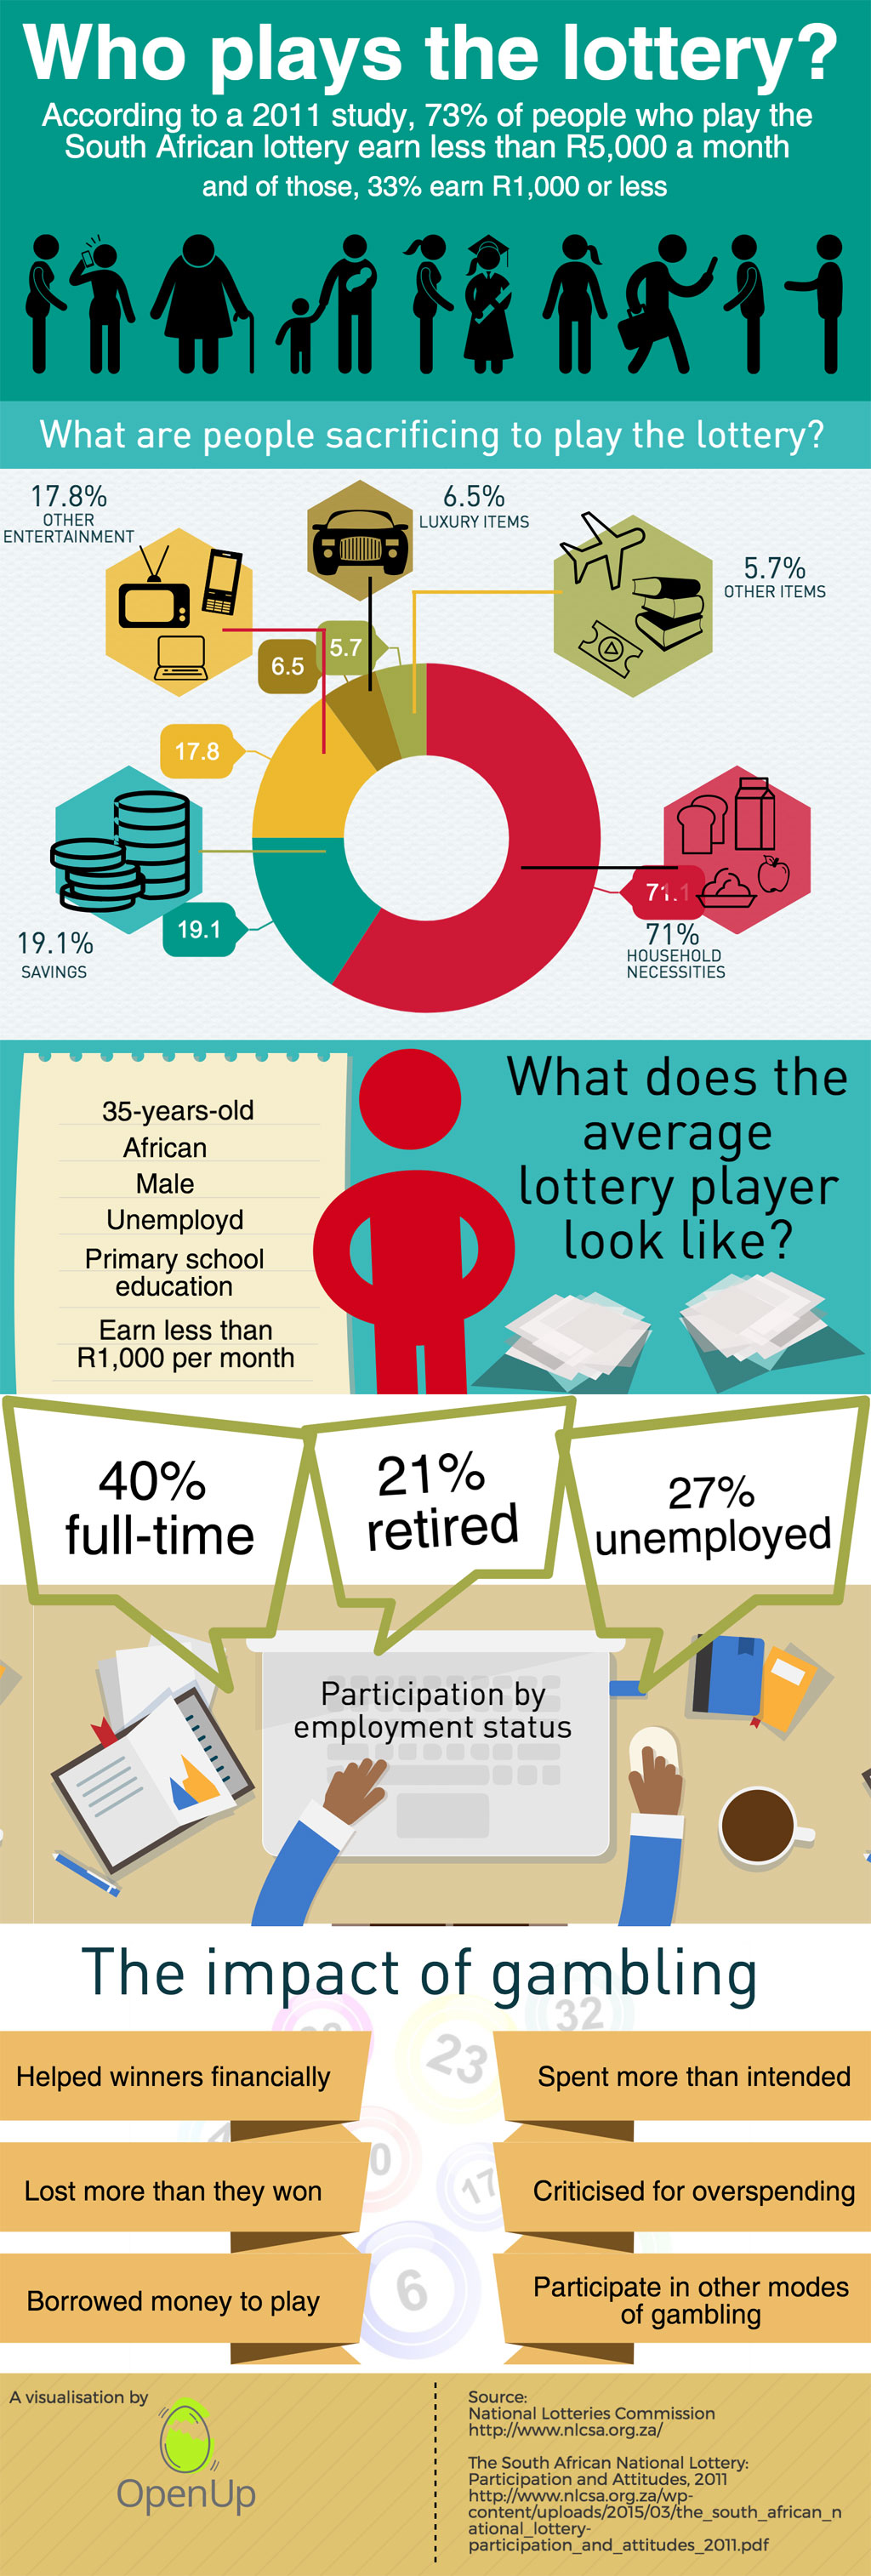 Who plays the lottery?
According to a 2011 study, 73% of people who play the
South African lottery earn less than R5,000 a month
and of those, 33% earn R1,000 or less
What are people sacrificing to play the lottery?
17.8%
OTHER
ENTERTAINMENT
6.5%
LUXURY ITEMS
5.7%
OTHER ITEMS
5.7
6.5
17.8
71.1
19.1
19.1%
SAVINGS
71%
HOUSEHOLD
NECESSITIES
35-years-old
African
Male
Unemployd
Primary school
education
Earn less than
R1,000 per month
What does the
average
lottery player
look like?
40%
full-time
21%
retired
27%
unemployed
Participation by
employment status
The impact of gambling
32
23
0
17
6
Helped winners financially
Spent more than intended
Lost more than they won
Criticised for overspending
Borrowed money to play
Participate in other modes
of gambling
A visualisation by
OpenUp
Source:
National Lotteries Commission
http://www.nlcsa.org.za/
The South African National Lottery:
Participation and Attitudes, 2011
http://www.nlcsa.org.za/wp-
content/uploads/2015/03/the_south_african_n
ational_lottery-
participation_and_attitudes_2011.pdf